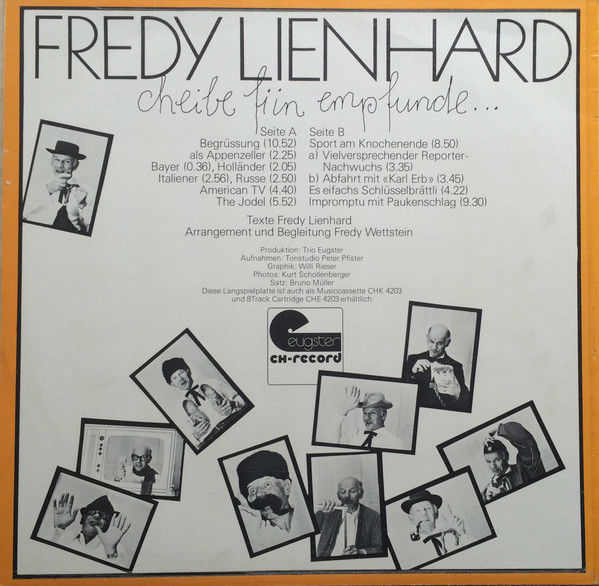 FREDY LIENHARD
cheibe fiin empfunde...
Seite A
Begrüssung (10.52)
als Appenzeller (2.25)
Bayer (0.36), Holländer (2.05)
Italiener (2.56), Russe (2.50)
American TV (4.40)
The Jodel (5.52)
Seite B
Sport am Knochenende (8.50)
a) Vielversprechender Reporter-
Nachwuchs (3.35)
b) Abfahrt mit «Karl Erb» (3.45)
Es eifachs Schlüsselbrättli (4.22)
Impromptu mit Paukenschlag (9.30)
Texte Fredy Lienhard
Arrangement und Begleitung Fredy Wettstein
Produktion: Trio Eugster
Aufnahmen: Tonstudio Peter Pfister
Graphik: Willi Rieser
Photos: Kurt Schollenberger
Satz: Bruno Müller
Diese Langspielplatte ist auch als Musiccassette CHK 4203
und 8Track Cartridge CHE 4203 erhältlich.
eugster
CH-record